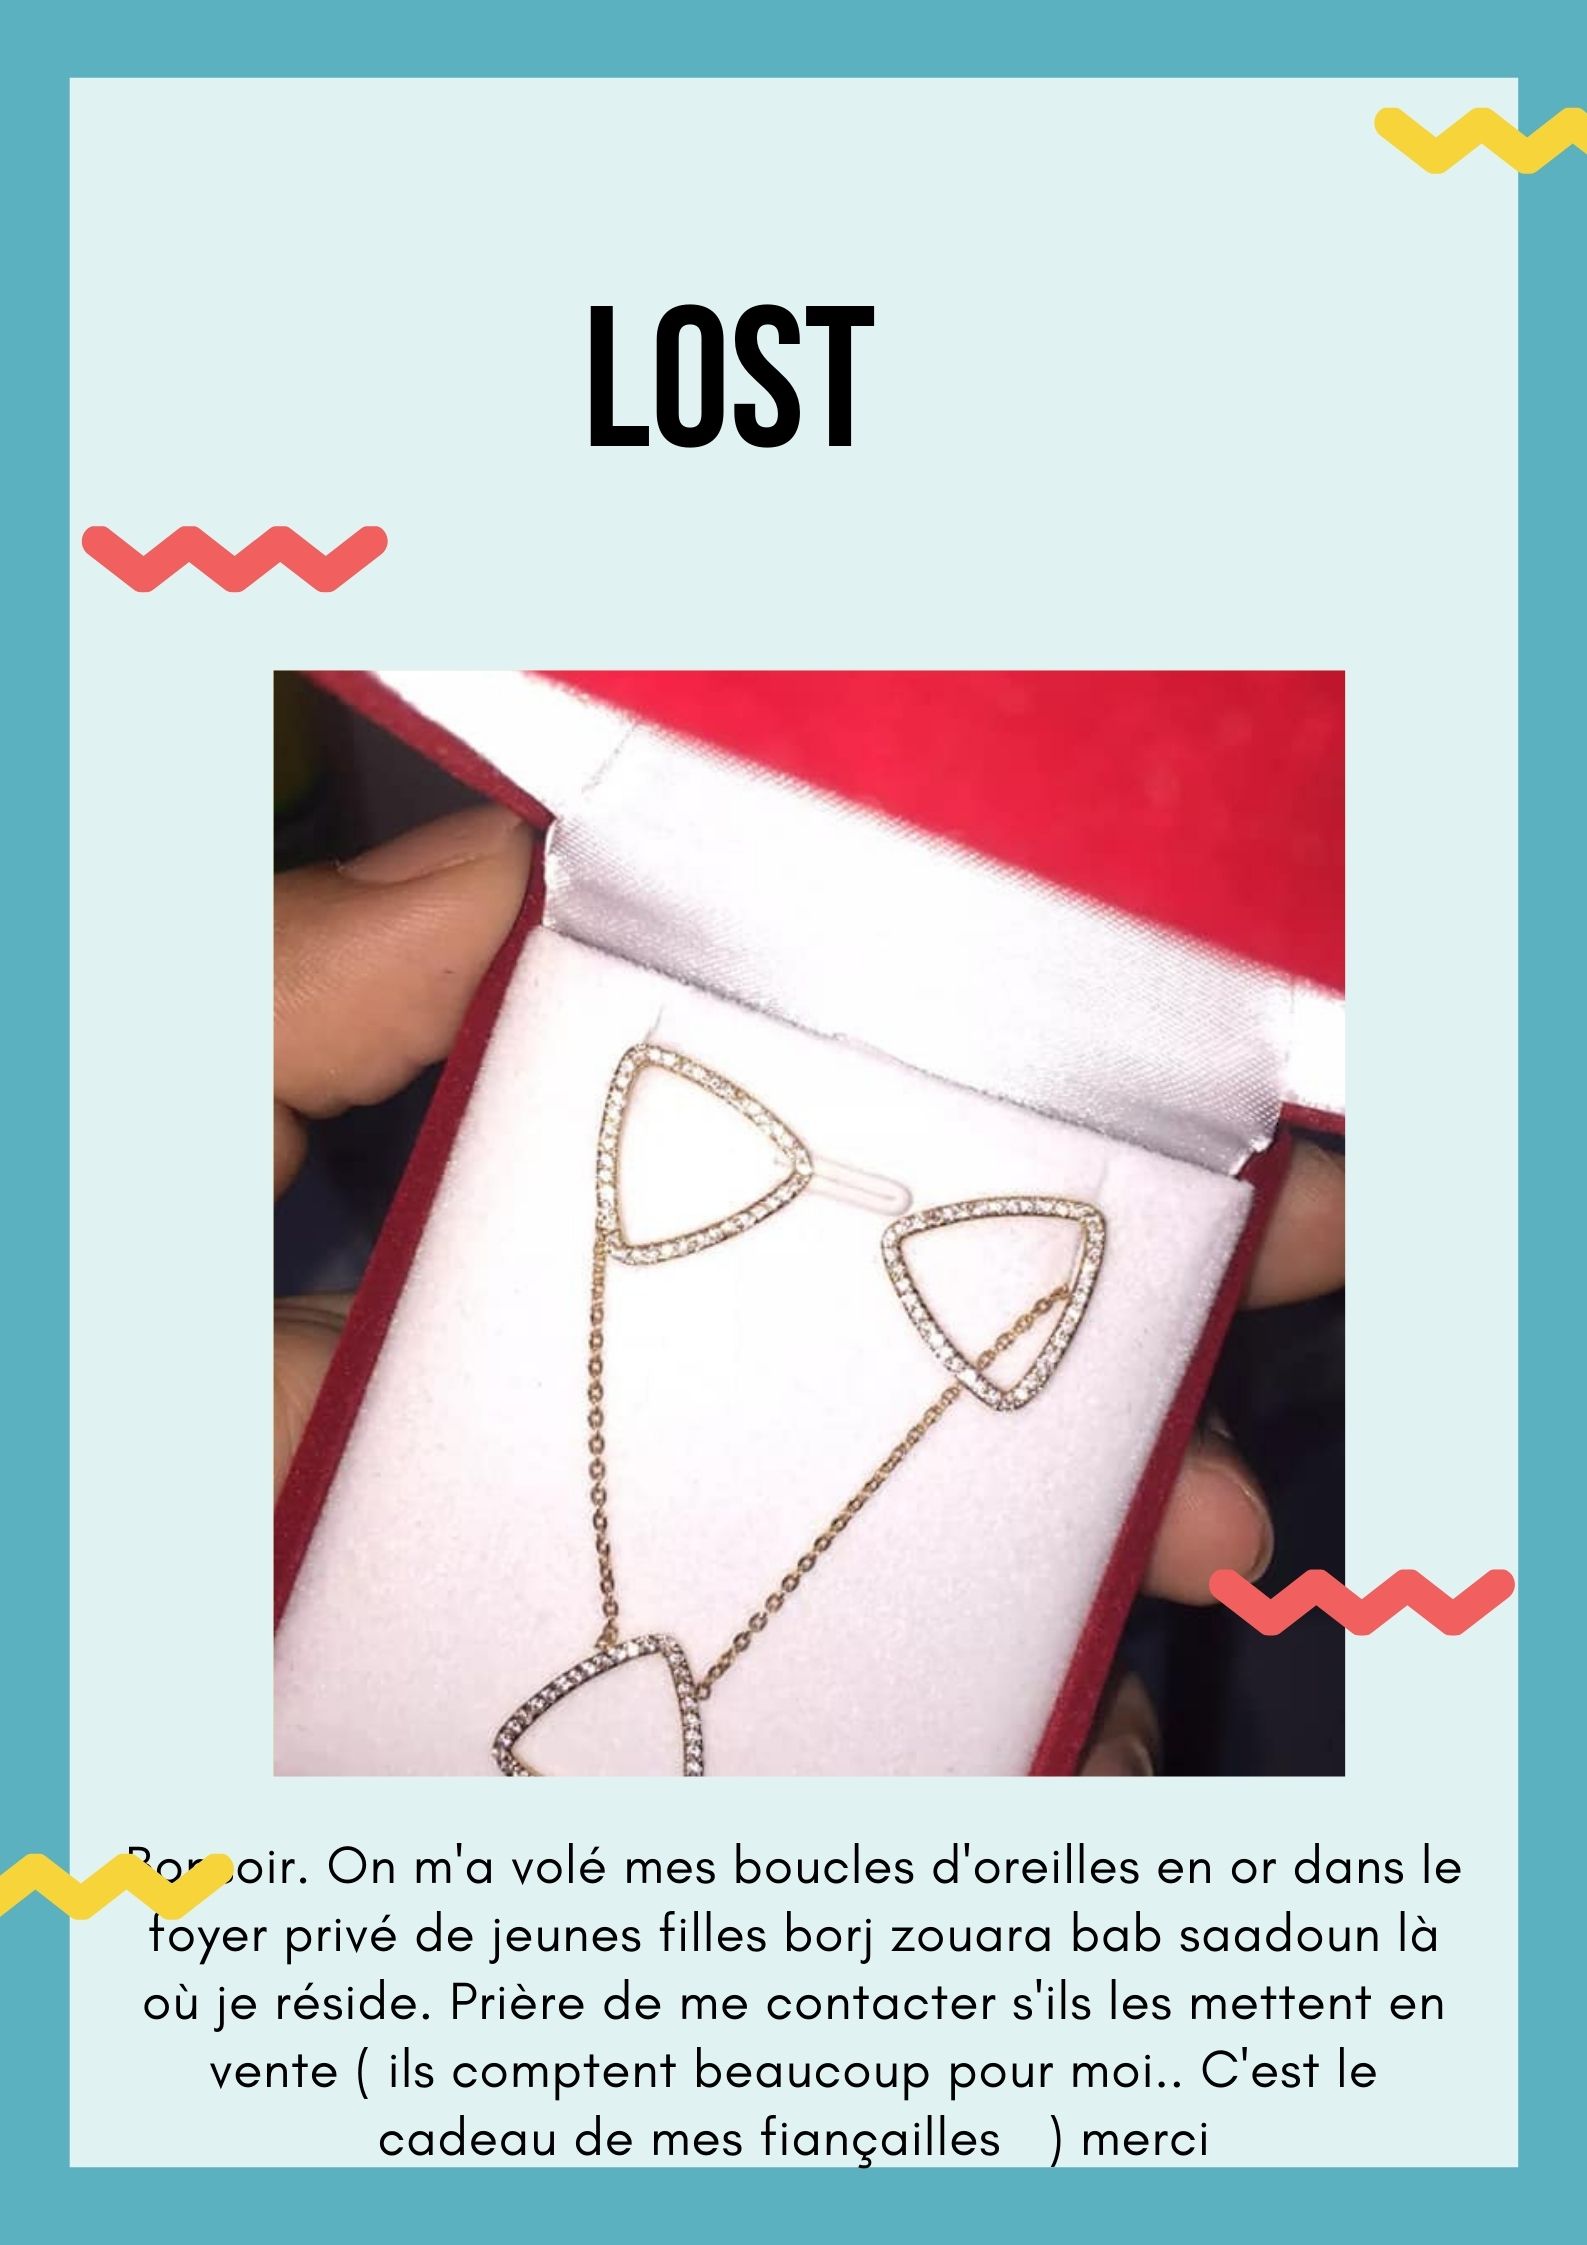 LOST
Bonsoir. On m'a volé mes boucles d'oreilles en or dans le
foyer privé de jeunes filles borj zouara bab saadoun là
où je réside. Prière de me contacter s'ils les mettent en
vente ( ils comptent beaucoup pour moi.. C'est le
cadeau de mes fiançailles ) merci